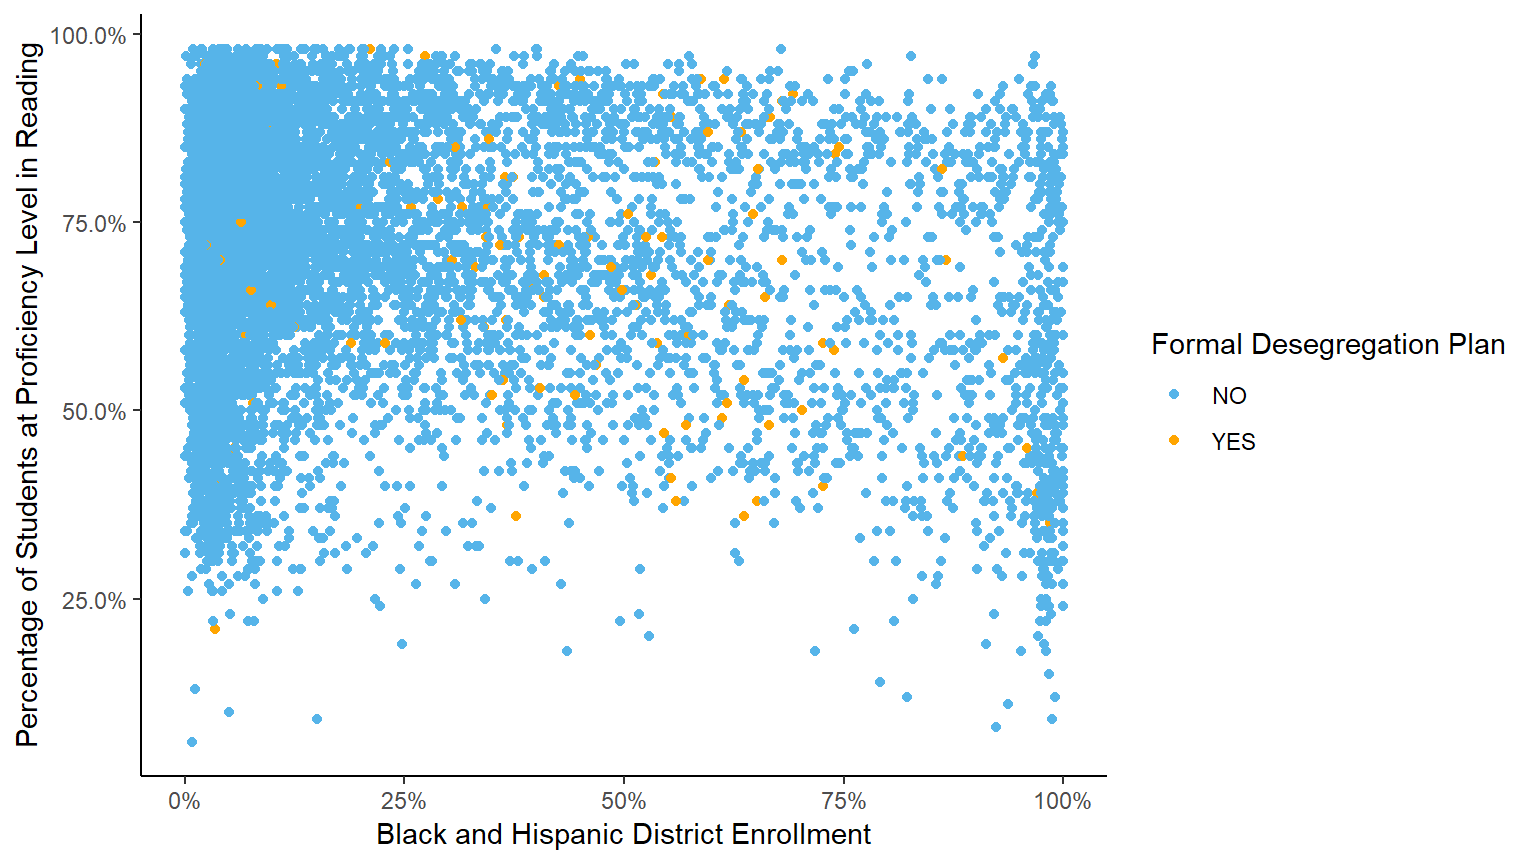 Percentage of Students at Proficiency Level in Reading
100.0%
75.0%
50.0%
25.0%
0%
25%
50%
75%
100%
Black and Hispanic District Enrollment
Formal Desegregation Plan
NO
YES